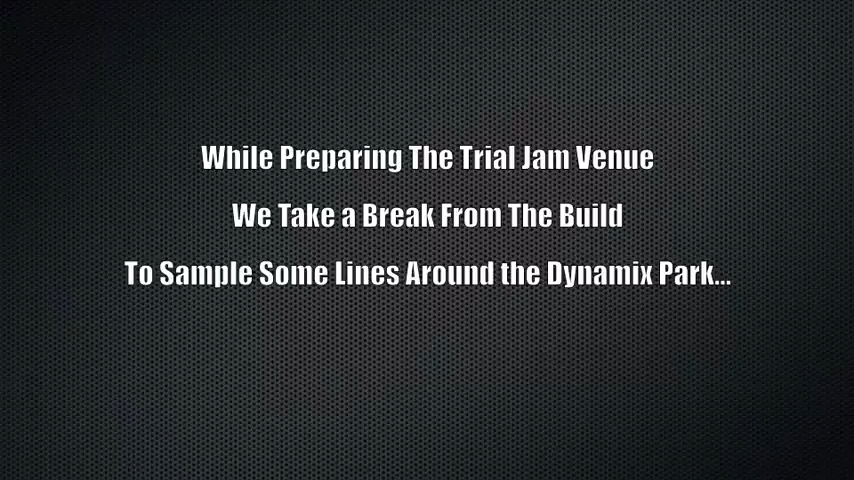 While Preparing The Trial Jam Venue
We Take a Break From The Build
To Sample Some Lines Around the Dynamix Park...